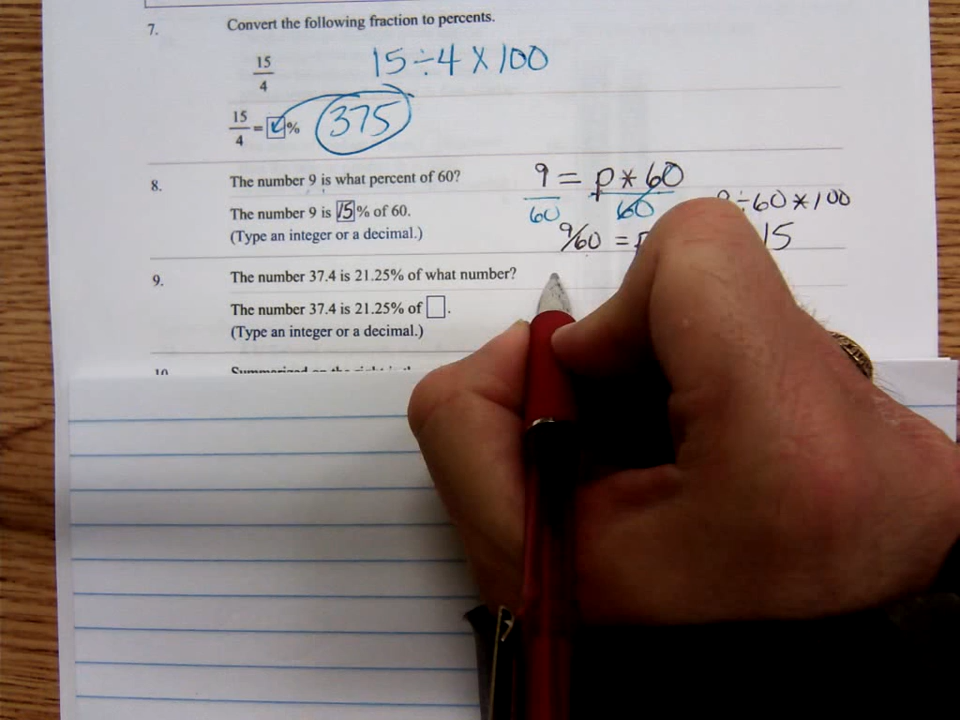 7. Convert the following fraction to percents.
15/4 15 ÷ 4 X 100
15/4 = % 375
8. The number 9 is what percent of 60? 9 = p * 60
60 60
The number 9 is 15 % of 60. ÷ 60 * 100
(Type an integer or a decimal.) 9/60 = 15
9. The number 37.4 is 21.25% of what number?
The number 37.4 is 21.25% of .
(Type an integer or a decimal.)
10